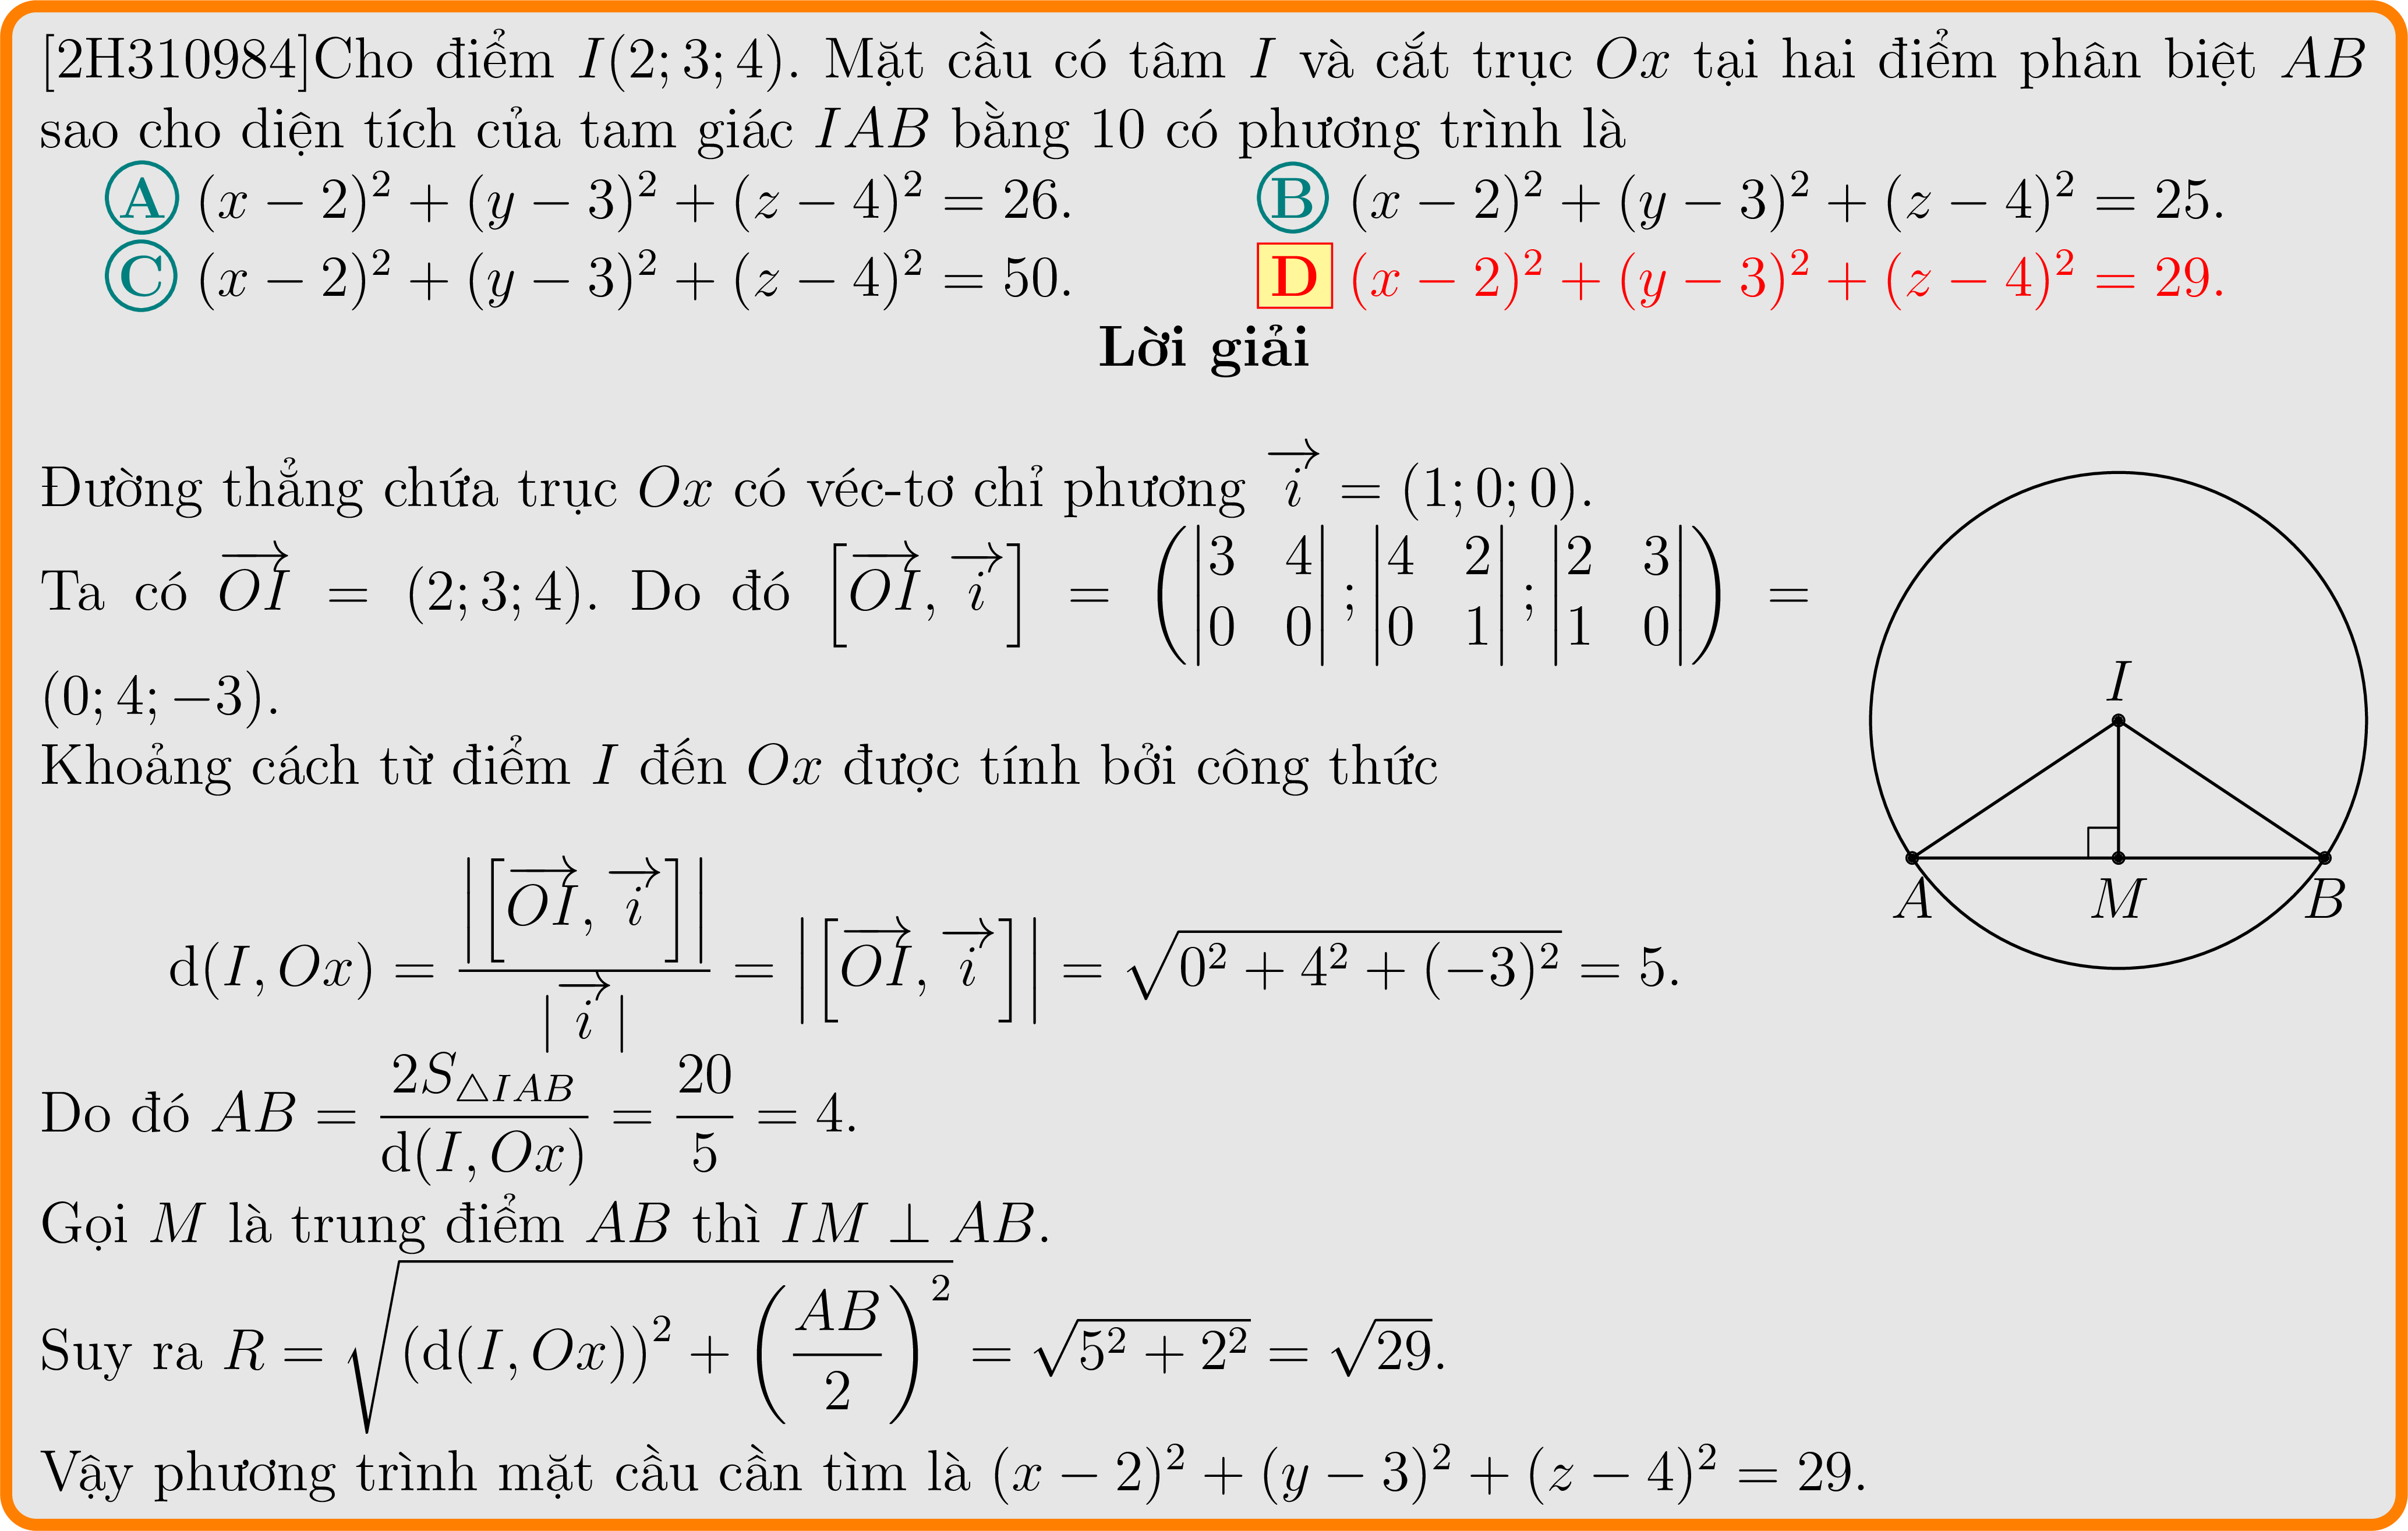 [2H310984]Cho điểm I(2; 3; 4). Mặt cầu có tâm I và cắt trục Ox tại hai điểm phân biệt AB
sao cho diện tích của tam giác IAB bằng 10 có phương trình là
A (x − 2)² + (y − 3)² + (z − 4)² = 26. B (x − 2)² + (y − 3)² + (z − 4)² = 25.
C (x − 2)² + (y − 3)² + (z − 4)² = 50. D (x − 2)² + (y − 3)² + (z − 4)² = 29.
Lời giải
Đường thẳng chứa trục Ox có véc-tơ chỉ phương $\overrightarrow{i}$ = (1; 0; 0).
Ta có $\overrightarrow{OI}$ = (2; 3; 4). Do đó $\left[\overrightarrow{OI}, \overrightarrow{i}\right] = \left(\begin{vmatrix}3 & 4\\0 & 0\end{vmatrix}; \begin{vmatrix}4 & 2\\0 & 1\end{vmatrix}; \begin{vmatrix}2 & 3\\1 & 0\end{vmatrix}\right)$ =
(0; 4; −3).
Khoảng cách từ điểm I đến Ox được tính bởi công thức
$\mathrm{d}(I, Ox) = \dfrac{\left|\left[\overrightarrow{OI}, \overrightarrow{i}\right]\right|}{|\overrightarrow{i}|} = \left|\left[\overrightarrow{OI}, \overrightarrow{i}\right]\right| = \sqrt{0^2 + 4^2 + (-3)^2} = 5.$
Do đó $AB = \dfrac{2S_{\triangle IAB}}{\mathrm{d}(I, Ox)} = \dfrac{20}{5} = 4.$
Gọi M là trung điểm AB thì IM ⊥ AB.
Suy ra $R = \sqrt{(\mathrm{d}(I, Ox))^2 + \left(\dfrac{AB}{2}\right)^2} = \sqrt{5^2 + 2^2} = \sqrt{29}.$
Vậy phương trình mặt cầu cần tìm là (x − 2)² + (y − 3)² + (z − 4)² = 29.
I
A M B